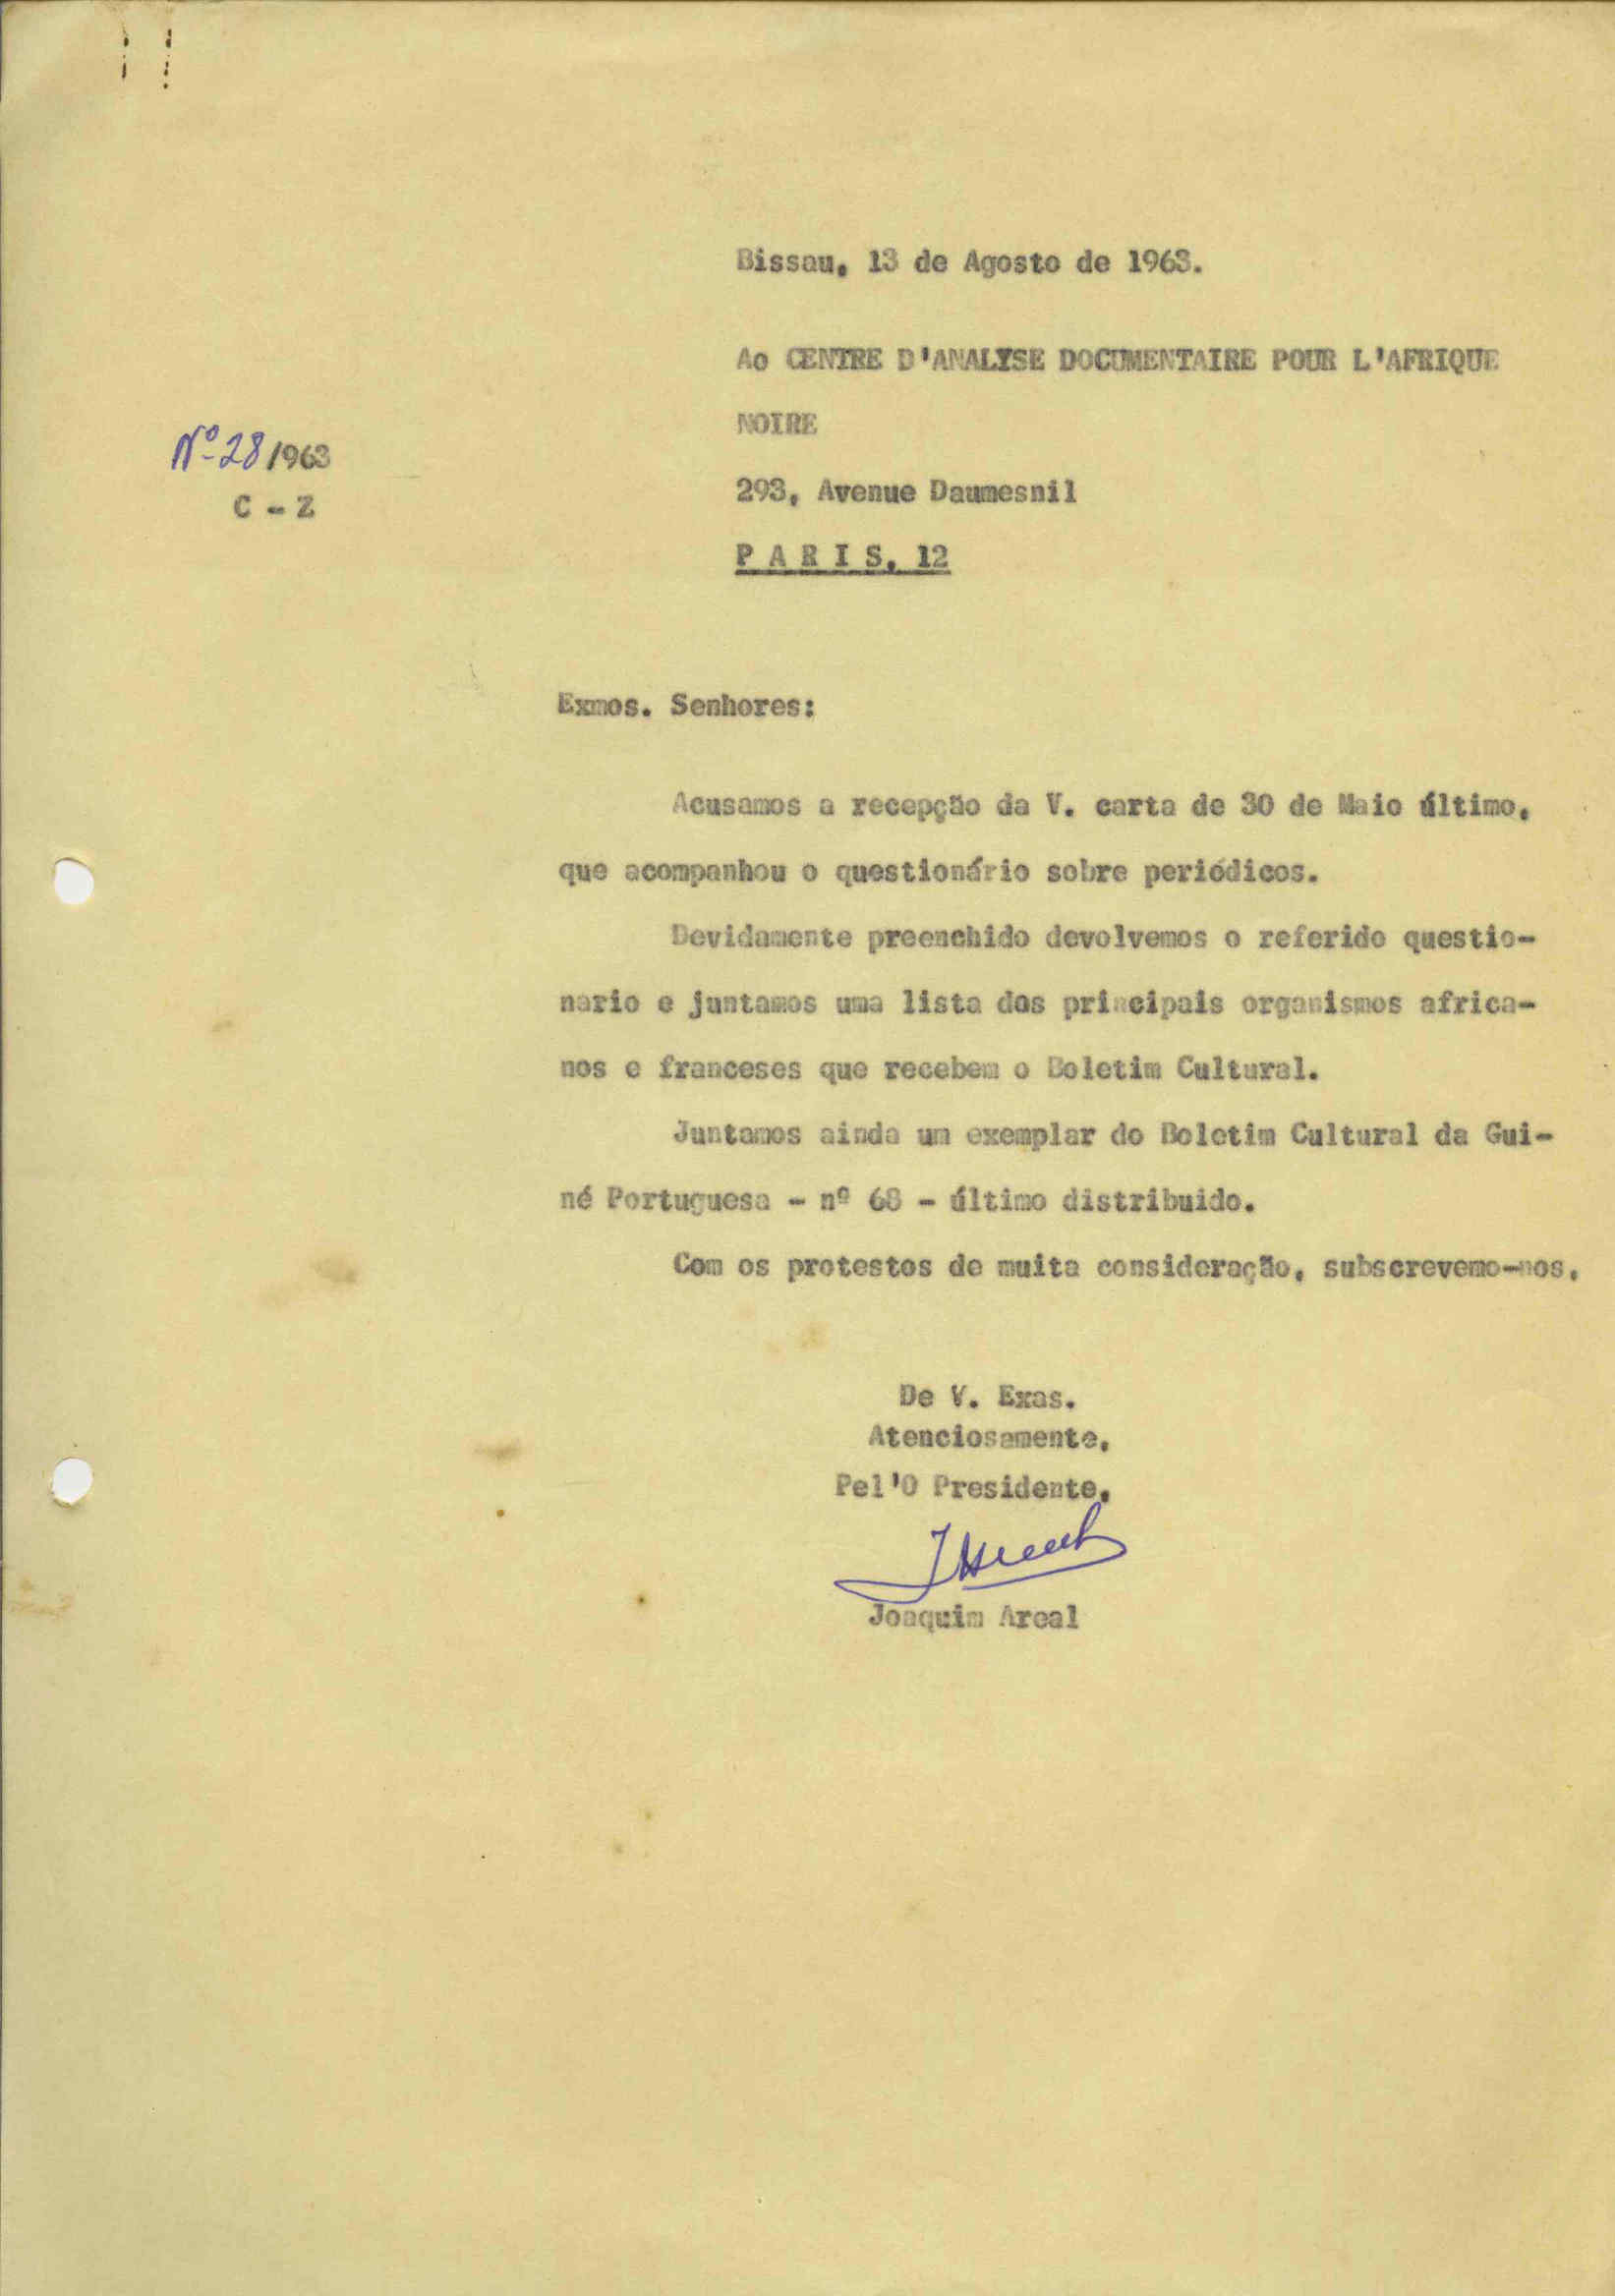 Bissau, 13 de Agosto de 1963.
Ao CENTRE D'ANALYSE DOCUMENTAIRE POUR L'AFRIQUE
NOIRE
Nº 28/1963
293, Avenue Daumesnil
C - Z
P A R I S, 12
Exmos. Senhores:
Acusamos a recepção da V. carta de 30 de Maio último,
que acompanhou o questionário sobre periódicos.
Devidamente preenchido devolvemos o referido questio-
nario e juntamos uma lista dos principais organismos africa-
nos e franceses que recebem o Boletim Cultural.
Juntamos ainda um exemplar do Boletim Cultural da Gui-
né Portuguesa - nº 68 - último distribuido.
Com os protestos de muita consideração, subscrevemo-nos,
De V. Exas.
Atenciosamente,
Pel'O Presidente,
Joaquim Areal